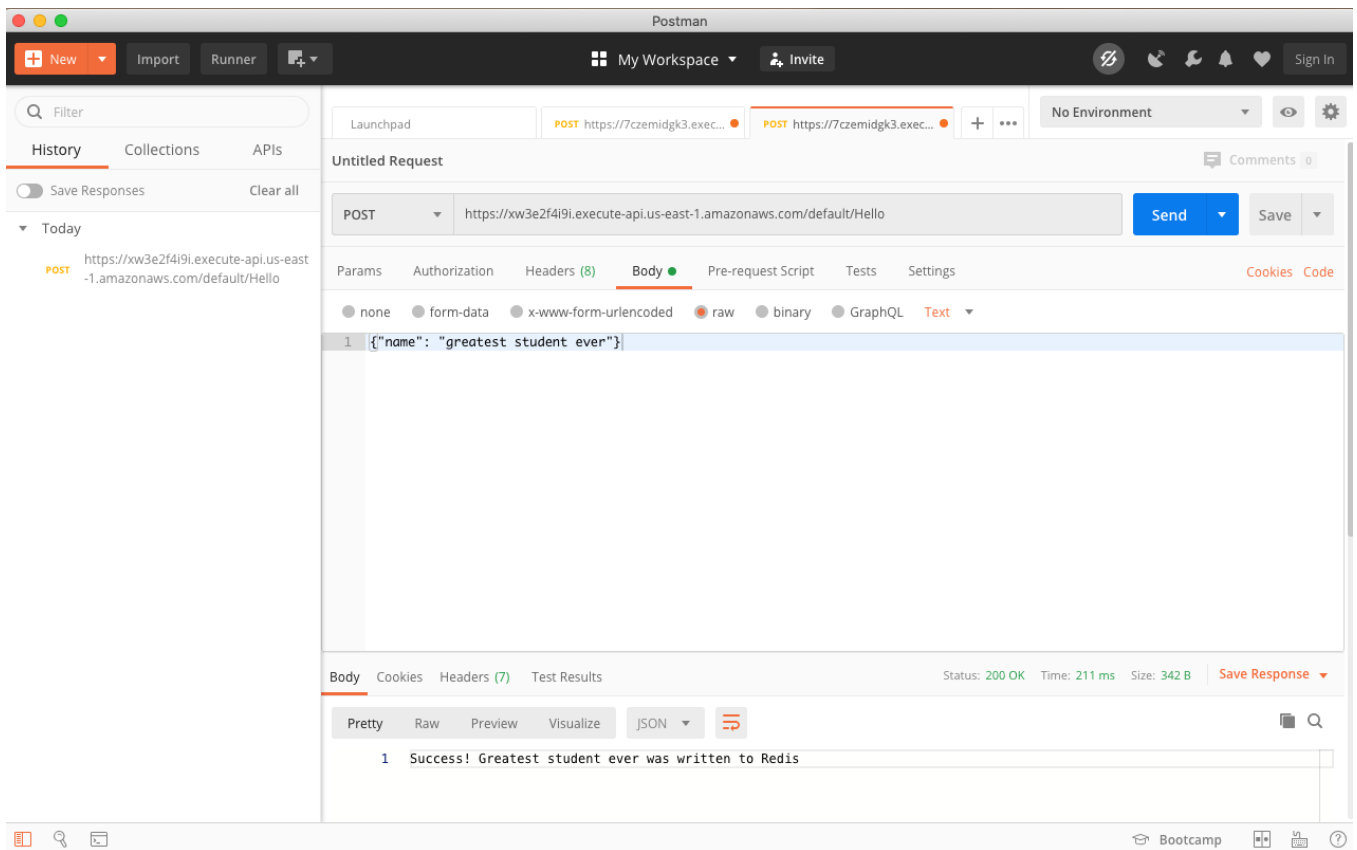 Postman
New
Import
Runner
My Workspace
Invite
Sign In
Filter
History Collections APIs
Save Responses Clear all
Today
POST https://xw3e2f4i9i.execute-api.us-east
-1.amazonaws.com/default/Hello
Launchpad
POST https://7czemidgk3.exec...
POST https://7czemidgk3.exec...
No Environment
Untitled Request
Comments 0
POST https://xw3e2f4i9i.execute-api.us-east-1.amazonaws.com/default/Hello
Send
Save
Params Authorization Headers (8) Body Pre-request Script Tests Settings Cookies Code
none form-data x-www-form-urlencoded raw binary GraphQL Text
1 {"name": "greatest student ever"}
Body Cookies Headers (7) Test Results Status: 200 OK Time: 211 ms Size: 342 B Save Response
Pretty Raw Preview Visualize JSON
1 Success! Greatest student ever was written to Redis
Bootcamp